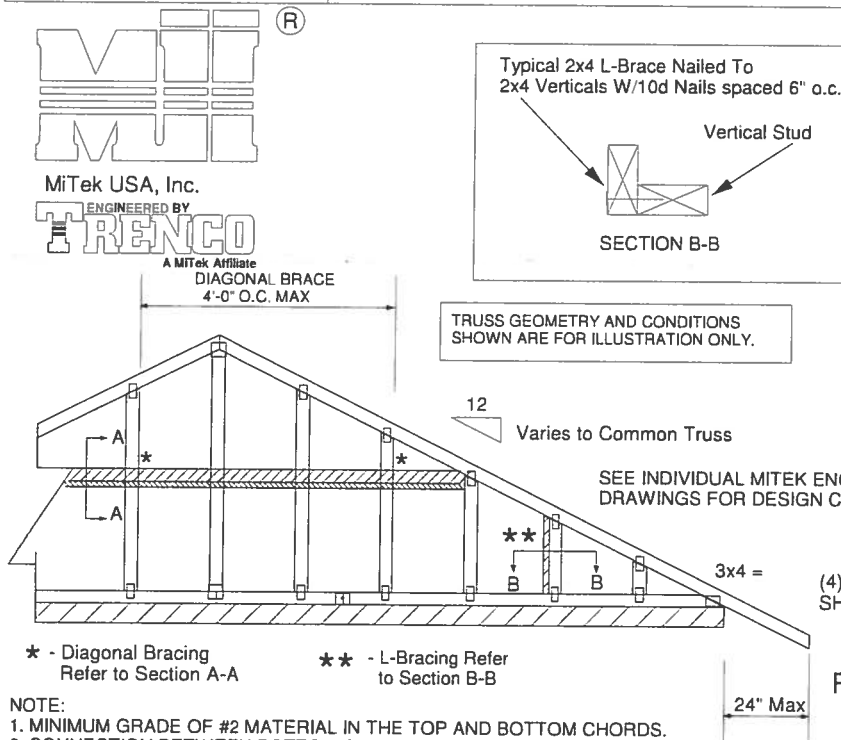 MiTek
®
MiTek USA, Inc.
ENGINEERED BY
TRENCO
A MiTek Affiliate
Typical 2x4 L-Brace Nailed To
2x4 Verticals W/10d Nails spaced 6" o.c.
Vertical Stud
SECTION B-B
DIAGONAL BRACE
4'-0" O.C. MAX
TRUSS GEOMETRY AND CONDITIONS
SHOWN ARE FOR ILLUSTRATION ONLY.
12
Varies to Common Truss
A
*
*
A
SEE INDIVIDUAL MITEK
DRAWINGS FOR DESIGN
**
B
B
3x4 =
(4)
* - Diagonal Bracing
Refer to Section A-A
** - L-Bracing Refer
to Section B-B
24" Max
NOTE:
1. MINIMUM GRADE OF #2 MATERIAL IN THE TOP AND BOTTOM CHORDS.